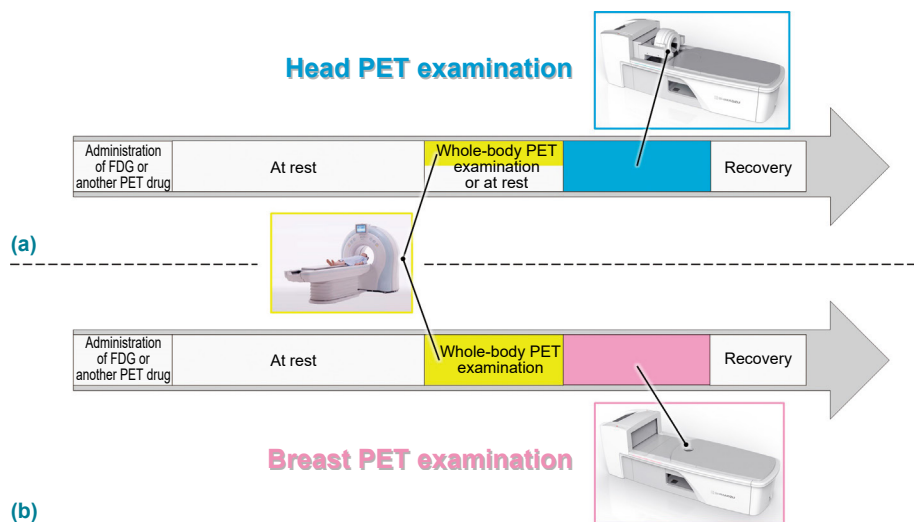 Head PET examination
Administration
of FDG or
another PET drug
At rest
Whole-body PET
examination
or at rest
Recovery
(a)
Administration
of FDG or
another PET drug
At rest
Whole-body PET
examination
Recovery
Breast PET examination
(b)